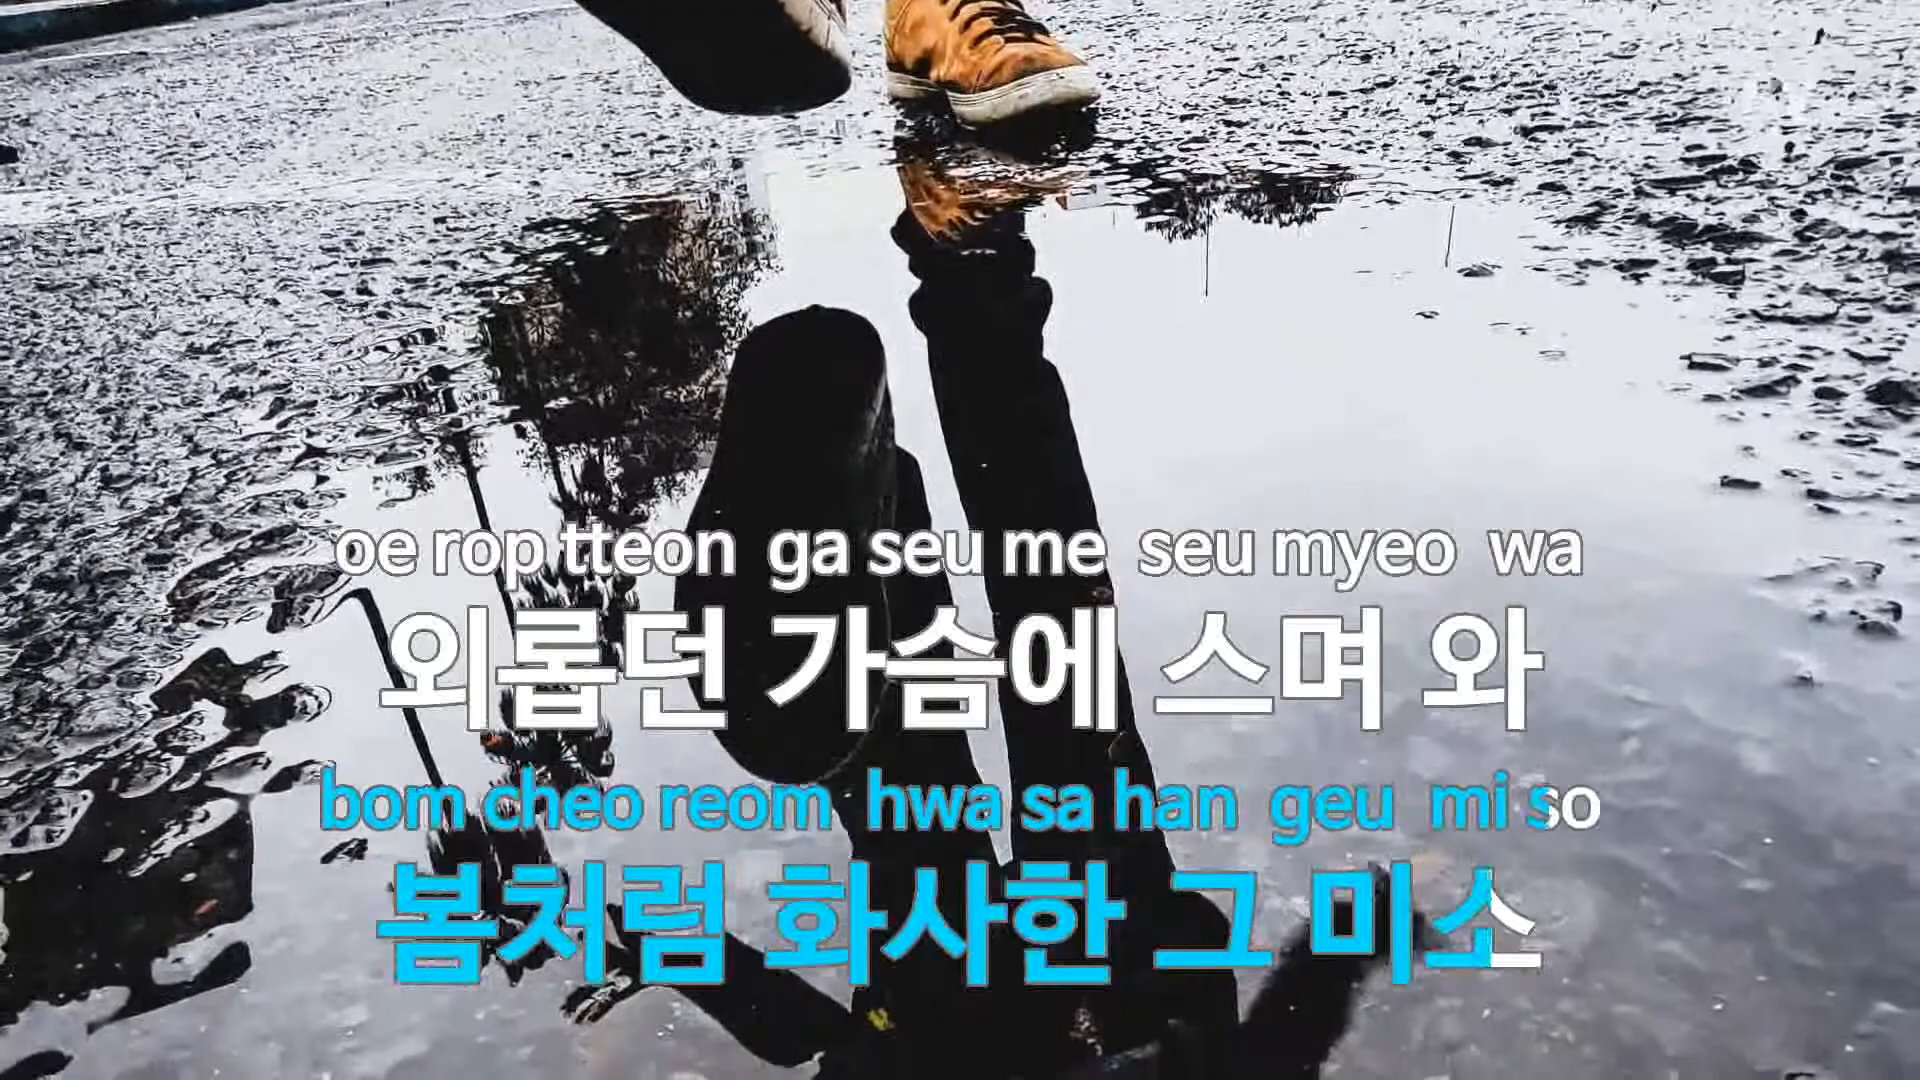 oe rop tteon ga seu me seu myeo wa
외롭던 가슴에 스며 와
bom cheo reom hwa sa han geu mi so
봄처럼 화사한 그 미소